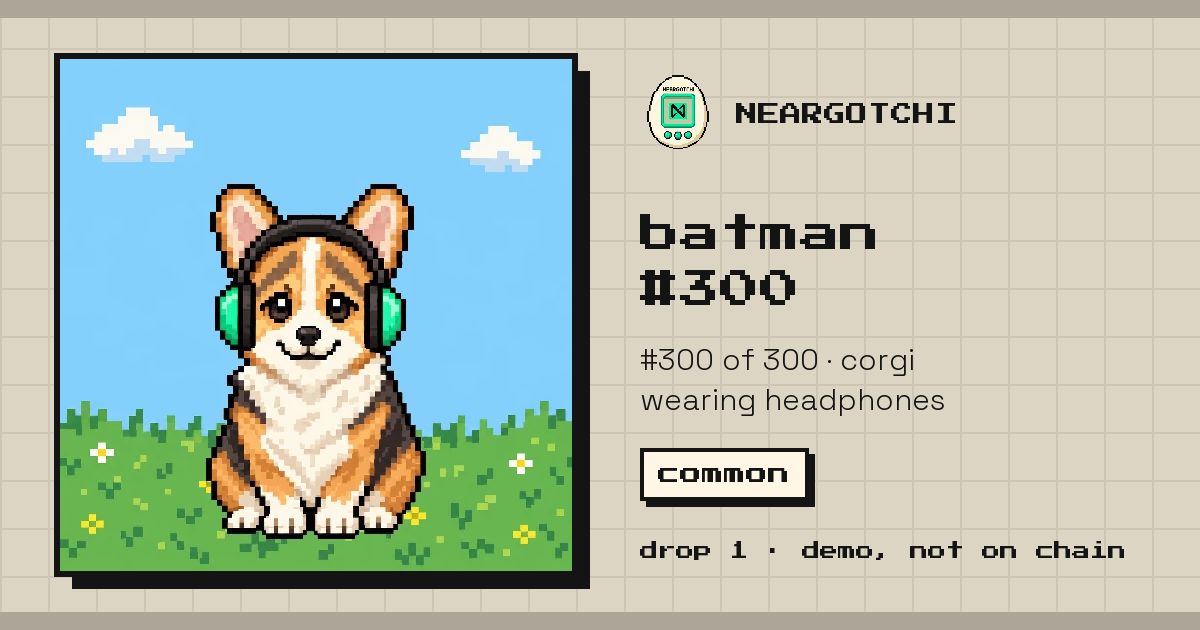 NEARGOTCHI
NEARGOTCHI
batman
#300
#300 of 300 · corgi
wearing headphones
common
drop 1 · demo, not on chain